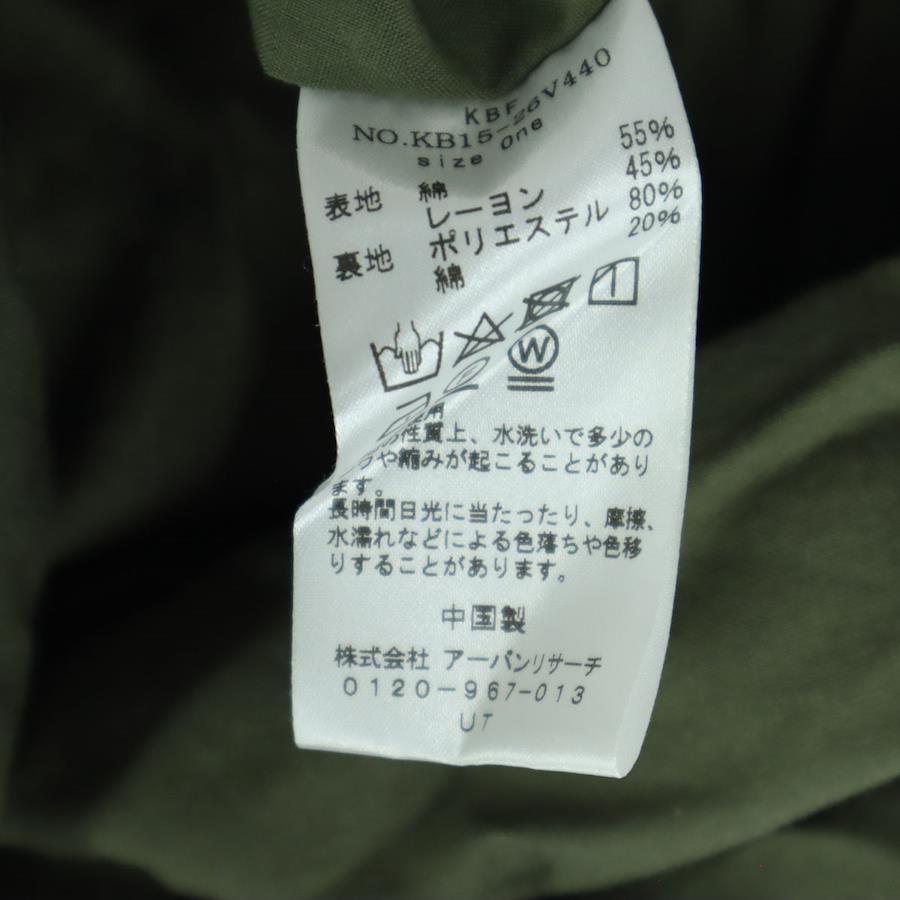 KBF
NO.KB15-26V440
size one
表地 綿 55%
レーヨン 45%
裏地 ポリエステル 80%
綿 20%
W
性質上、水洗いで多少の
や縮みが起こることがあり
ます。
長時間日光に当たったり、摩擦、
水濡れなどによる色落ちや色移
りすることがあります。
中国製
株式会社 アーバンリサーチ
0120-967-013
UT